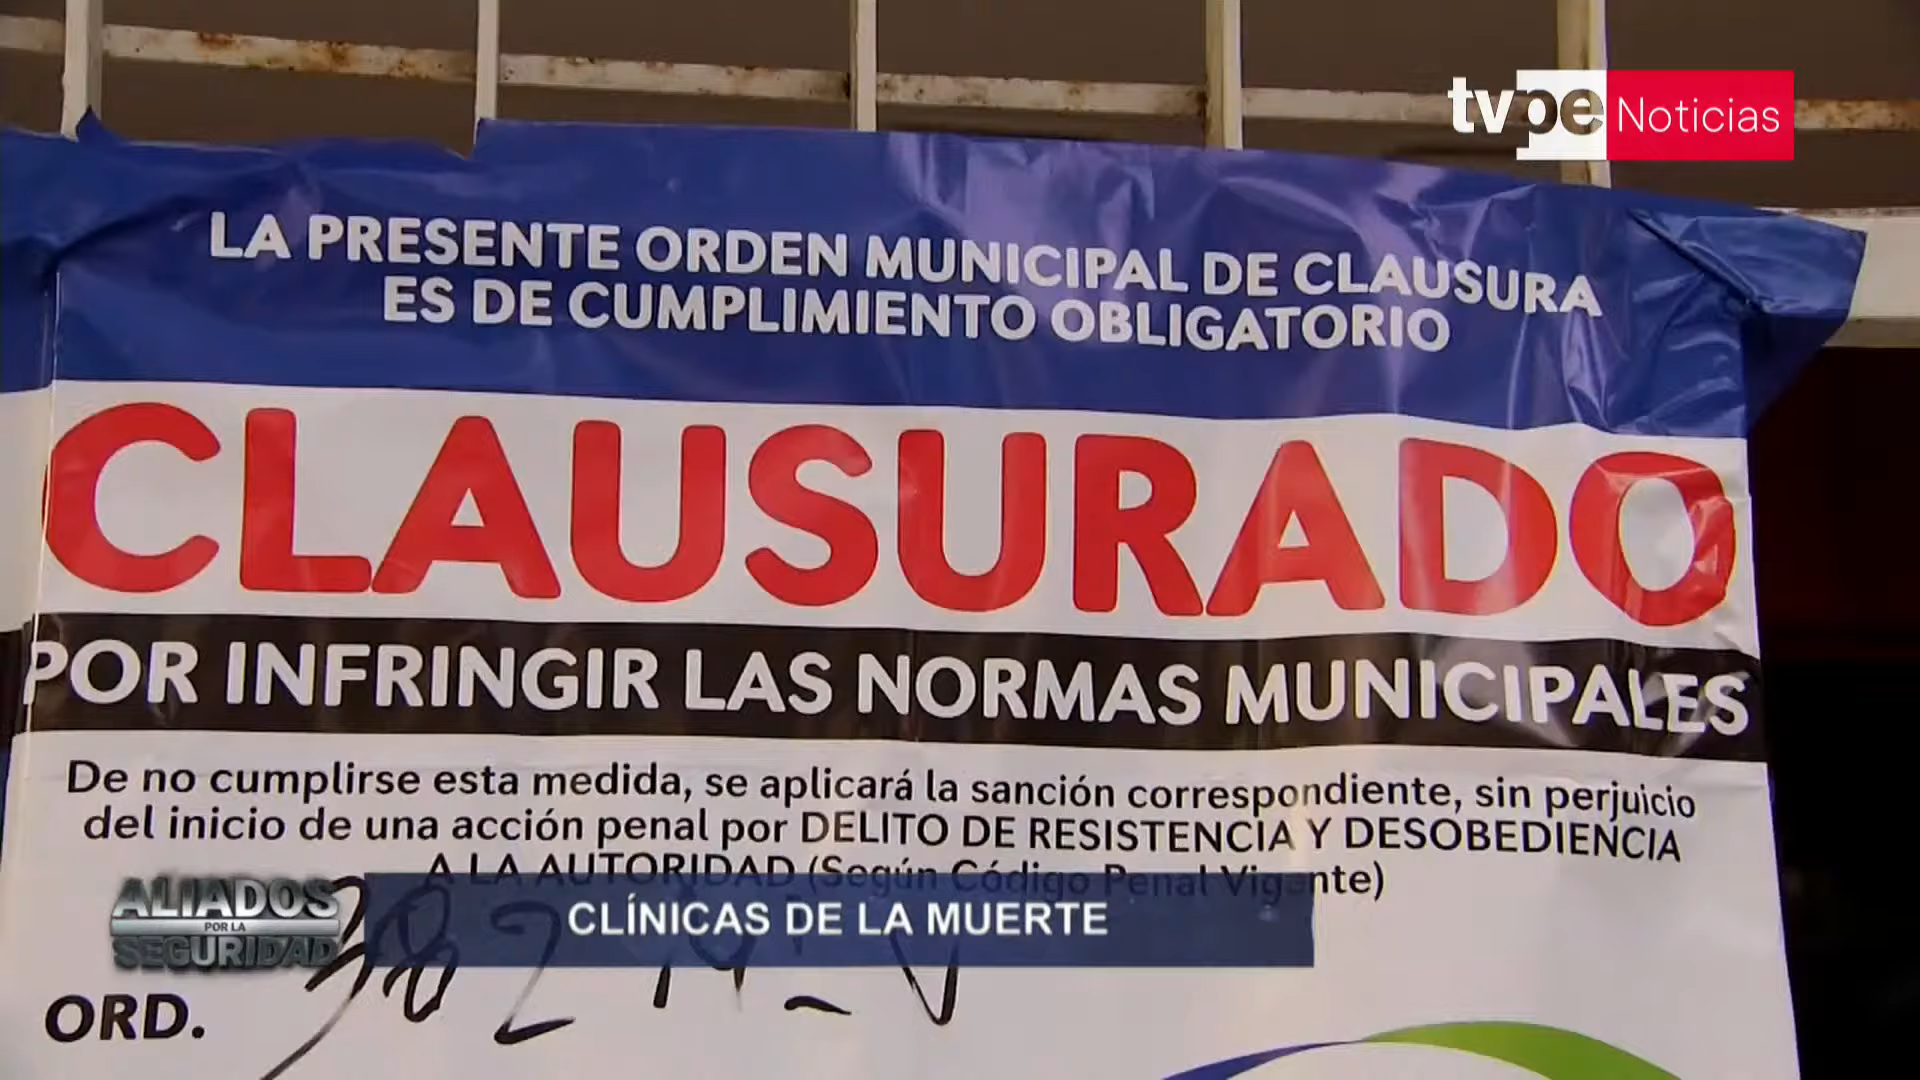 tvpe Noticias
LA PRESENTE ORDEN MUNICIPAL DE CLAUSURA
ES DE CUMPLIMIENTO OBLIGATORIO
CLAUSURADO
POR INFRINGIR LAS NORMAS MUNICIPALES
De no cumplirse esta medida, se aplicará la sanción correspondiente, sin perjuicio
del inicio de una acción penal por DELITO DE RESISTENCIA Y DESOBEDIENCIA
A LA AUTORIDAD (Según Código Penal Vigente)
ALIADOS
POR LA
SEGURIDAD
CLÍNICAS DE LA MUERTE
ORD. 382